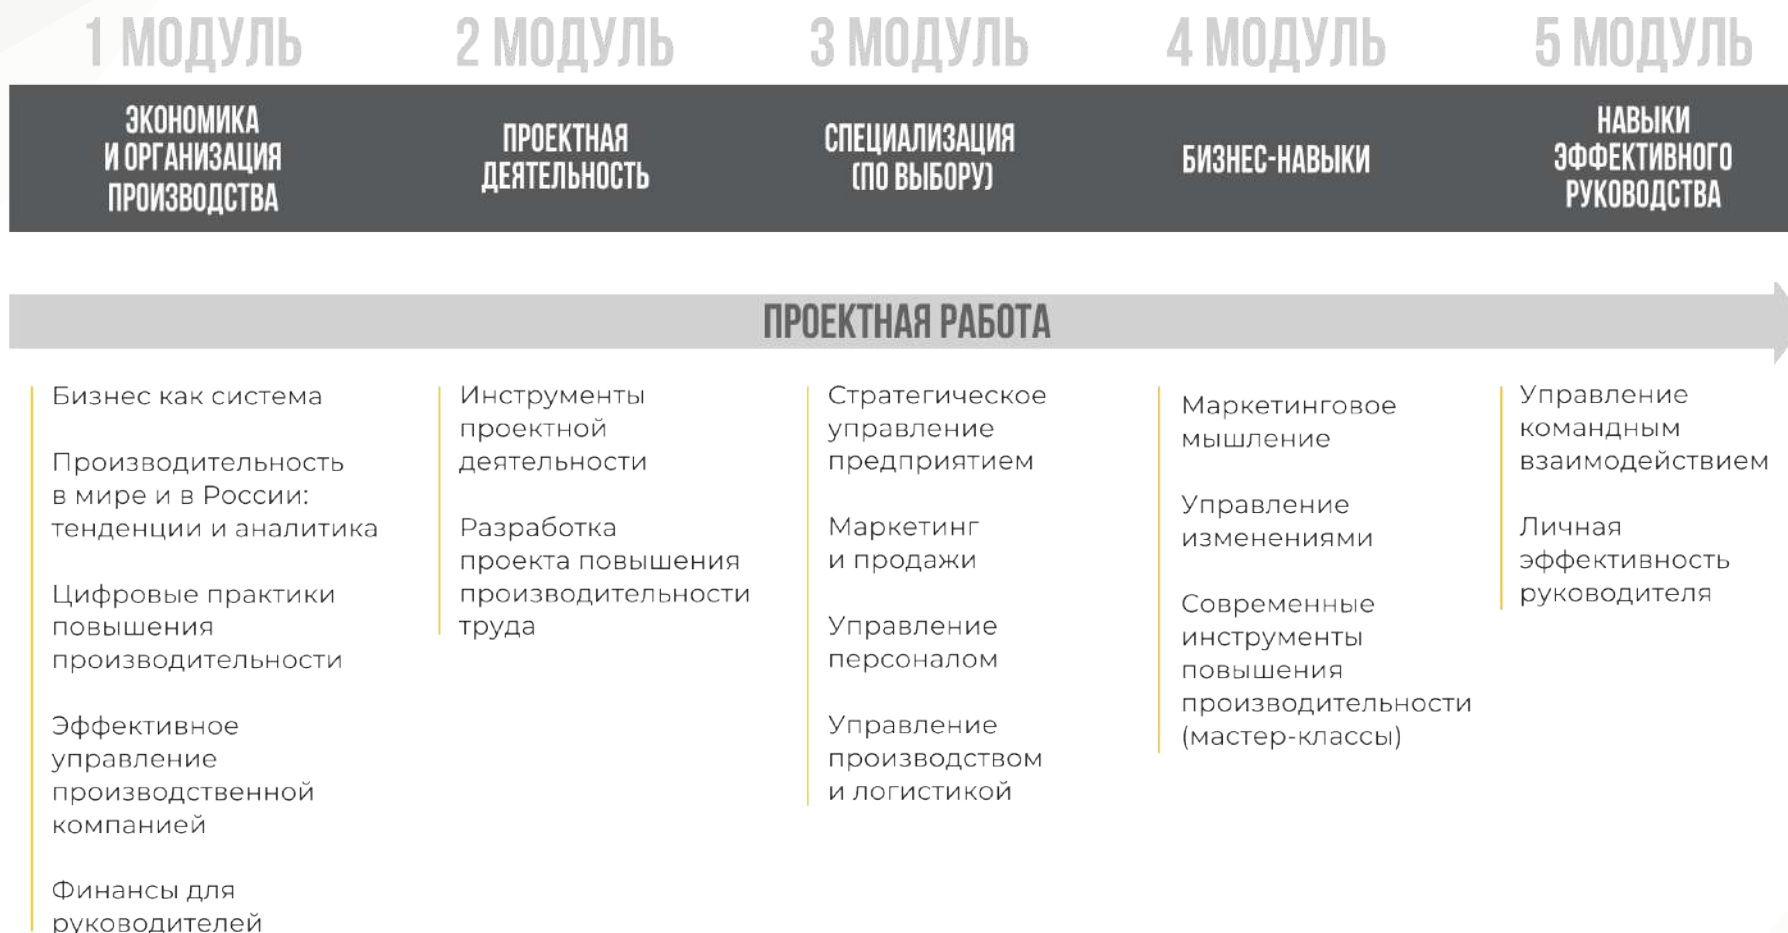 1 МОДУЛЬ
2 МОДУЛЬ
3 МОДУЛЬ
4 МОДУЛЬ
5 МОДУЛЬ
ЭКОНОМИКА
И ОРГАНИЗАЦИЯ
ПРОИЗВОДСТВА
ПРОЕКТНАЯ
ДЕЯТЕЛЬНОСТЬ
СПЕЦИАЛИЗАЦИЯ
(ПО ВЫБОРУ)
БИЗНЕС-НАВЫКИ
НАВЫКИ
ЭФФЕКТИВНОГО
РУКОВОДСТВА
ПРОЕКТНАЯ РАБОТА
Бизнес как система
Производительность
в мире и в России:
тенденции и аналитика
Цифровые практики
повышения
производительности
Эффективное
управление
производственной
компанией
Финансы для
руководителей
Инструменты
проектной
деятельности
Разработка
проекта повышения
производительности
труда
Стратегическое
управление
предприятием
Маркетинг
и продажи
Управление
персоналом
Управление
производством
и логистикой
Маркетинговое
мышление
Управление
изменениями
Современные
инструменты
повышения
производительности
(мастер-классы)
Управление
командным
взаимодействием
Личная
эффективность
руководителя